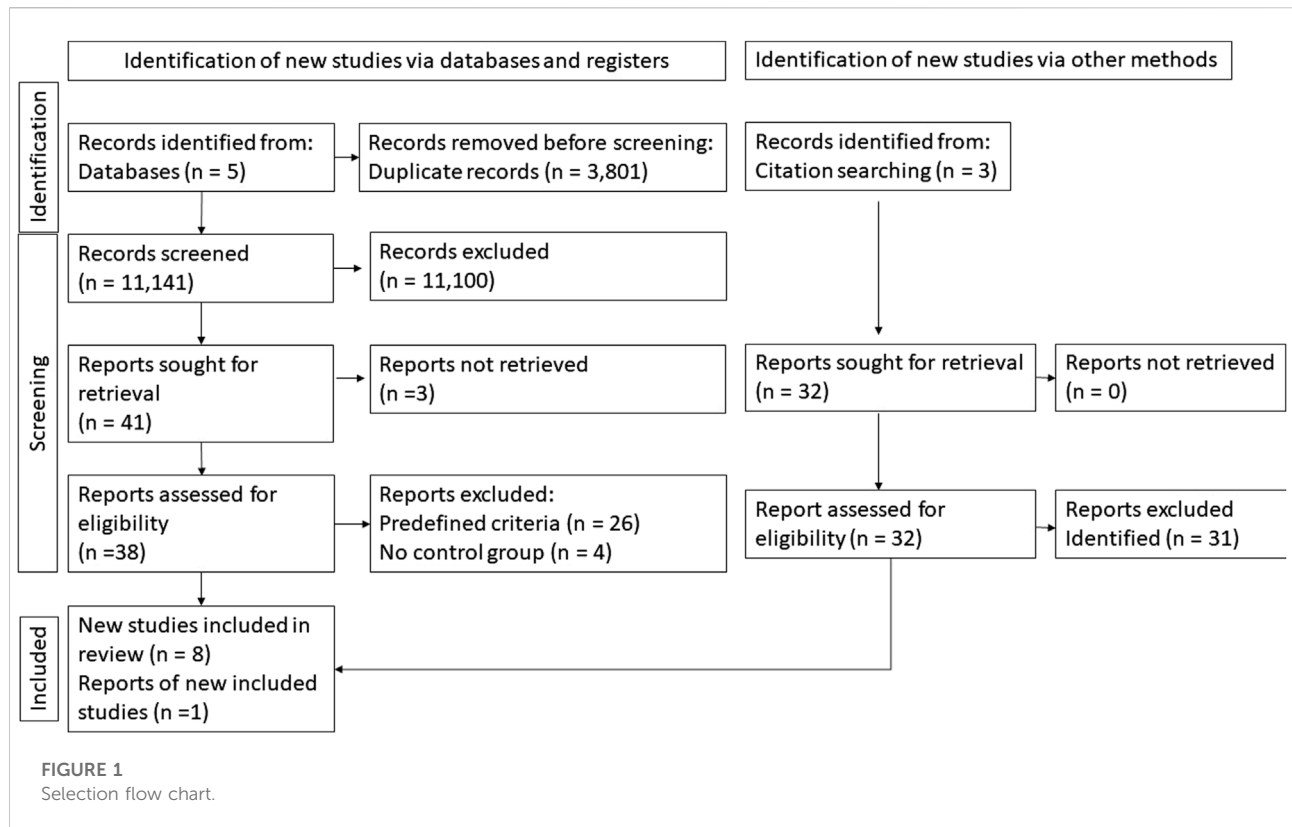 Identification of new studies via databases and registers
Identification of new studies via other methods
Identification
Records identified from:
Databases (n = 5)
Records removed before screening:
Duplicate records (n = 3,801)
Records identified from:
Citation searching (n = 3)
Screening
Records screened
(n = 11,141)
Records excluded
(n = 11,100)
Reports sought for
retrieval
(n = 41)
Reports not retrieved
(n =3)
Reports sought for retrieval
(n = 32)
Reports not retrieved
(n = 0)
Reports assessed for
eligibility
(n =38)
Reports excluded:
Predefined criteria (n = 26)
No control group (n = 4)
Report assessed for
eligibility (n = 32)
Reports excluded
Identified (n = 31)
Included
New studies included in
review (n = 8)
Reports of new included
studies (n =1)
FIGURE 1
Selection flow chart.